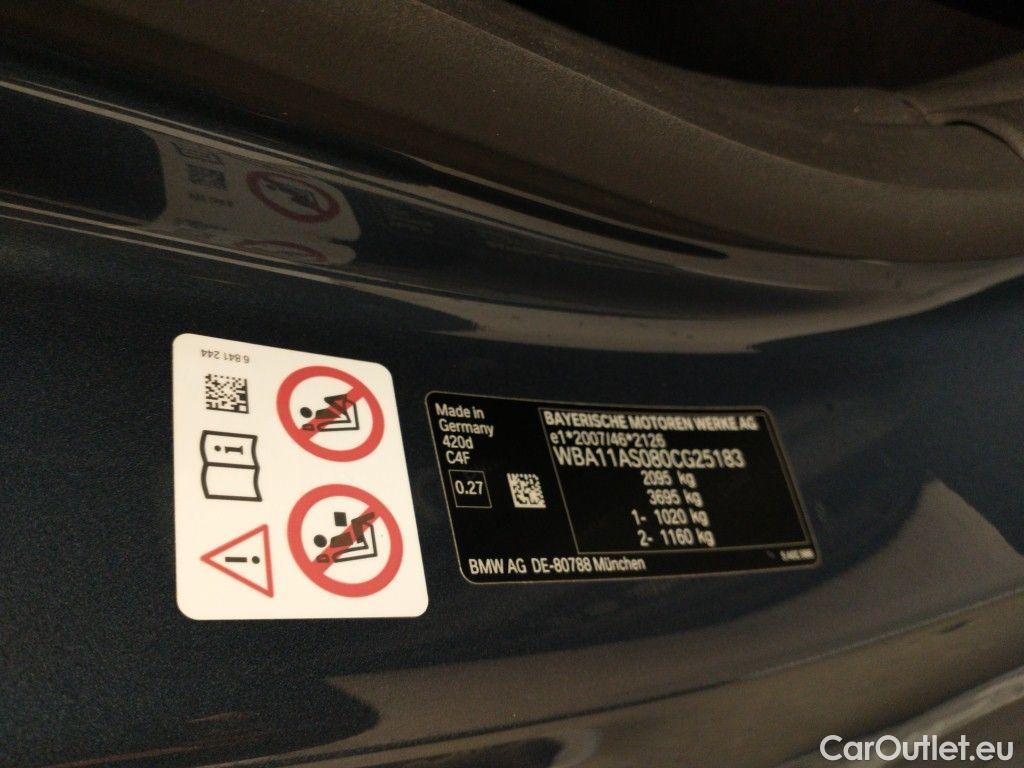 6 841 244
Made in
Germany
420d
C4F
0.27
BAYERISCHE MOTOREN WERKE AG
e1*2007/46*2126
WBA11AS080CG25183
2095 kg
3695 kg
1- 1020 kg
2- 1160 kg
BMW AG DE-80788 München
CarOutlet.eu